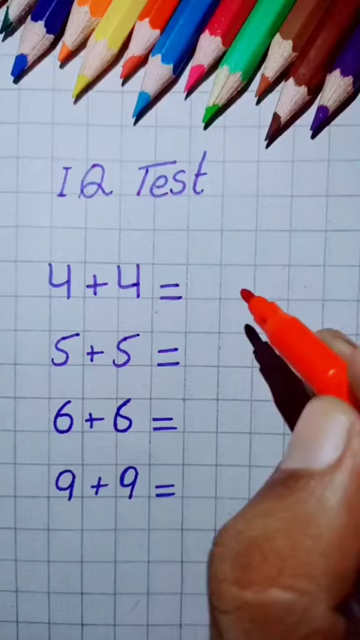 IQ Test
4+4=
5+5=
6+6=
9+9=